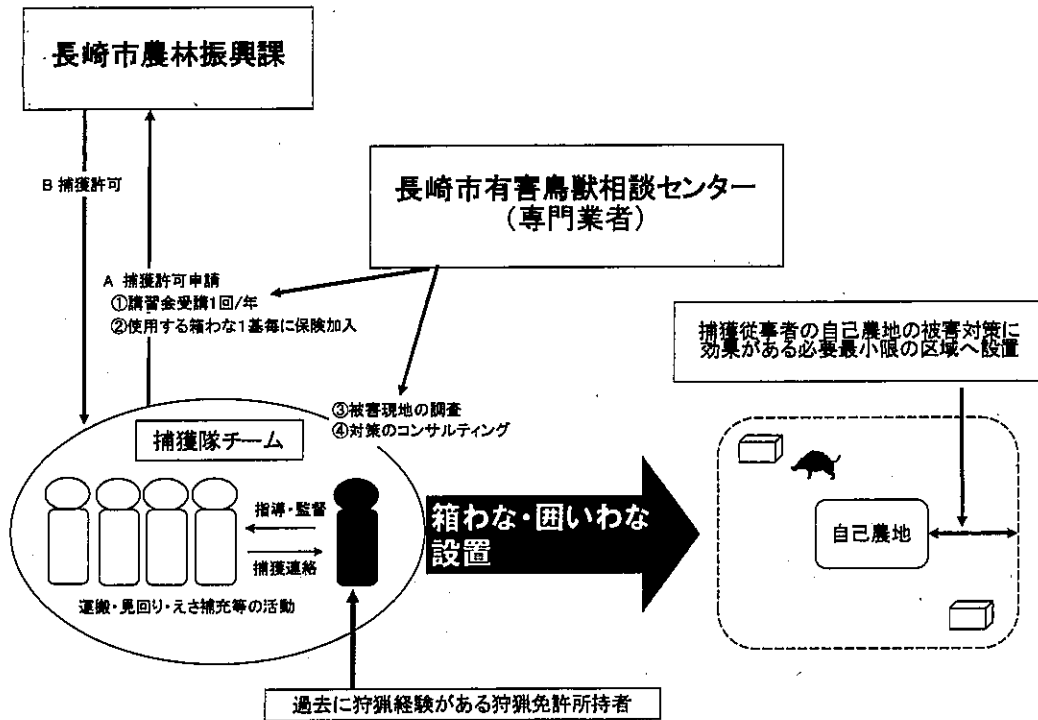 長崎市農林振興課
B 捕獲許可
長崎市有害鳥獣相談センター
（専門業者）
A 捕獲許可申請
①講習金受講1回/年
②使用する箱わな1基毎に保険加入
捕獲従事者の自己農地の被害対策に
効果がある必要最小限の区域へ設置
③被害現地の調査
④対策のコンサルティング
捕獲隊チーム
指導・監督
捕獲連絡
運搬・見回り・えさ補充等の活動
箱わな・囲いわな
設置
自己農地
過去に狩猟経験がある狩猟免許所持者